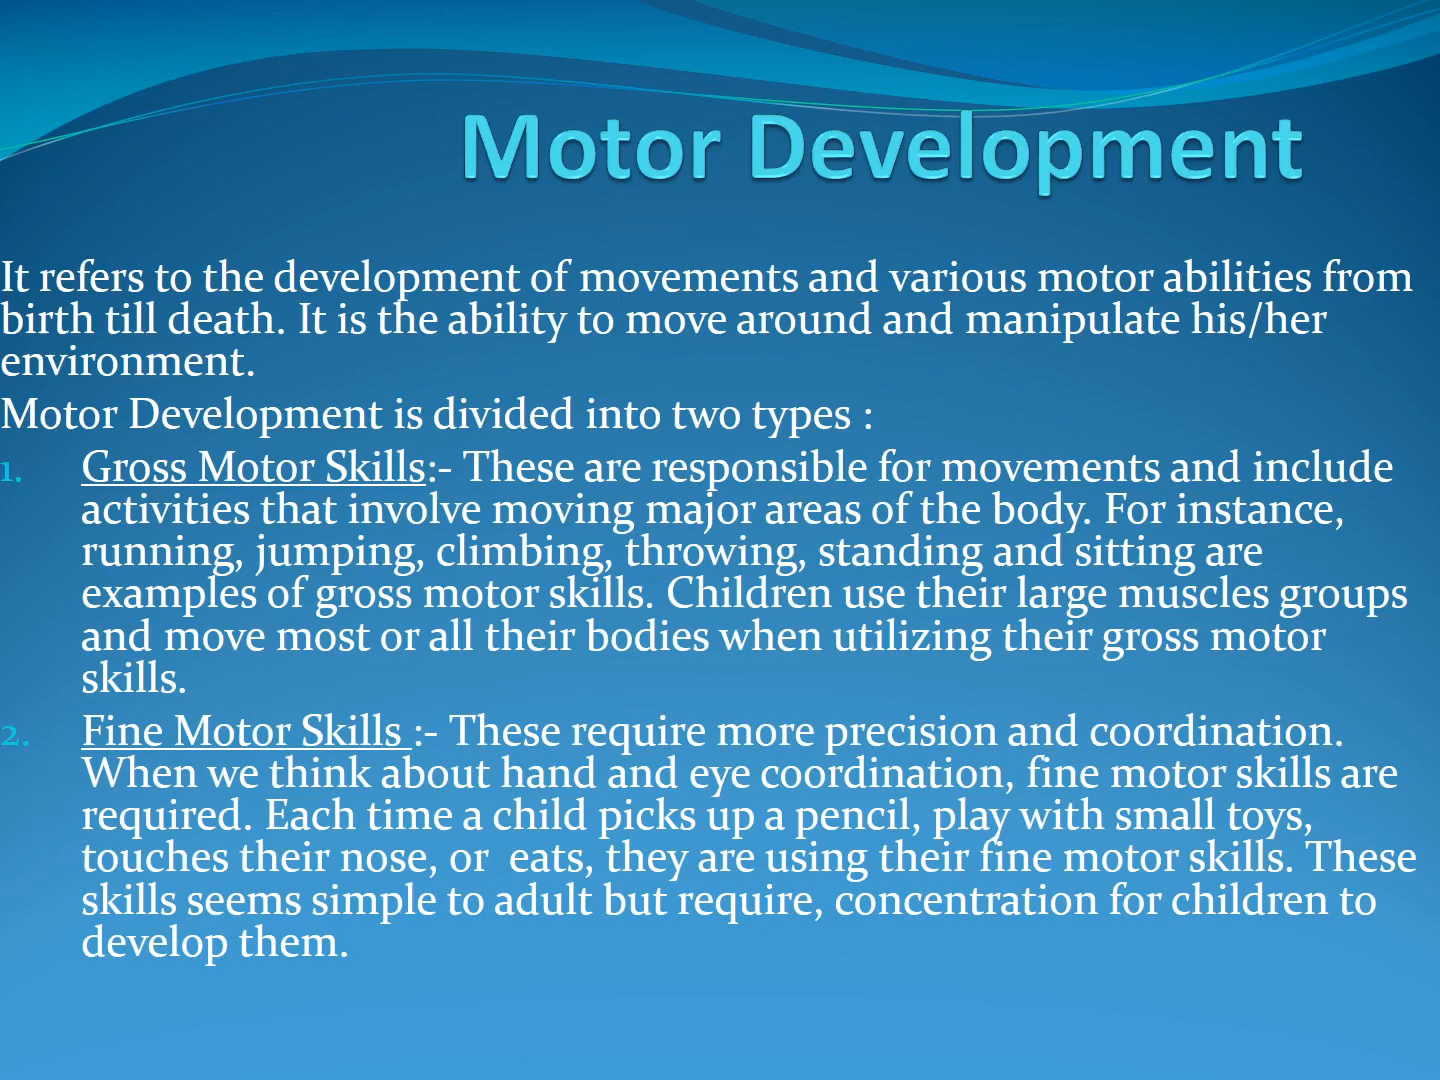 Motor Development
It refers to the development of movements and various motor abilities from
birth till death. It is the ability to move around and manipulate his/her
environment.
Motor Development is divided into two types :
1. Gross Motor Skills:- These are responsible for movements and include
activities that involve moving major areas of the body. For instance,
running, jumping, climbing, throwing, standing and sitting are
examples of gross motor skills. Children use their large muscles groups
and move most or all their bodies when utilizing their gross motor
skills.
2. Fine Motor Skills :- These require more precision and coordination.
When we think about hand and eye coordination, fine motor skills are
required. Each time a child picks up a pencil, play with small toys,
touches their nose, or  eats, they are using their fine motor skills. These
skills seems simple to adult but require, concentration for children to
develop them.